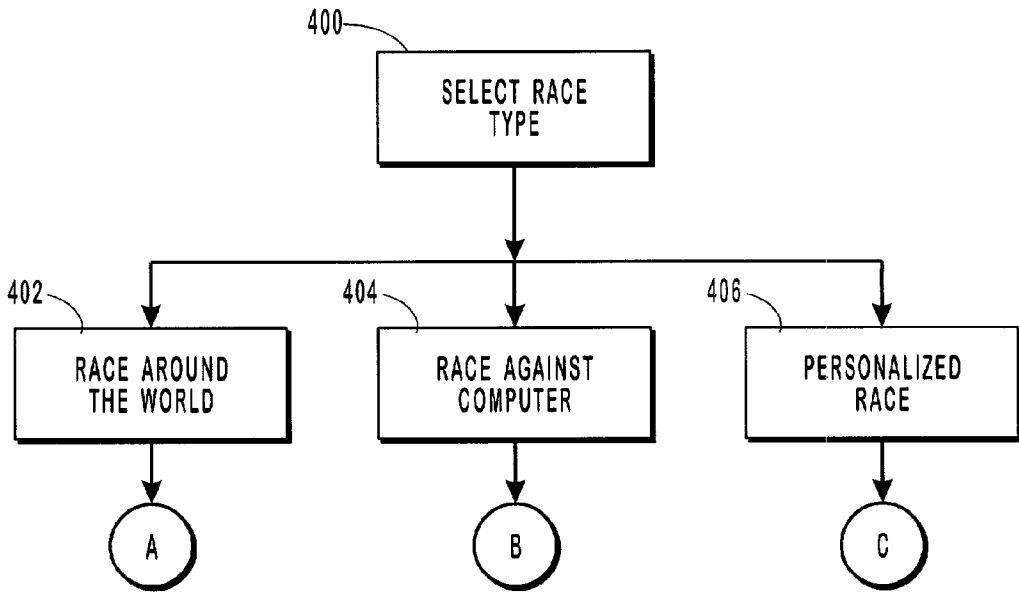 400
SELECT RACE
TYPE
402
404
406
RACE AROUND
THE WORLD
RACE AGAINST
COMPUTER
PERSONALIZED
RACE
A
B
C